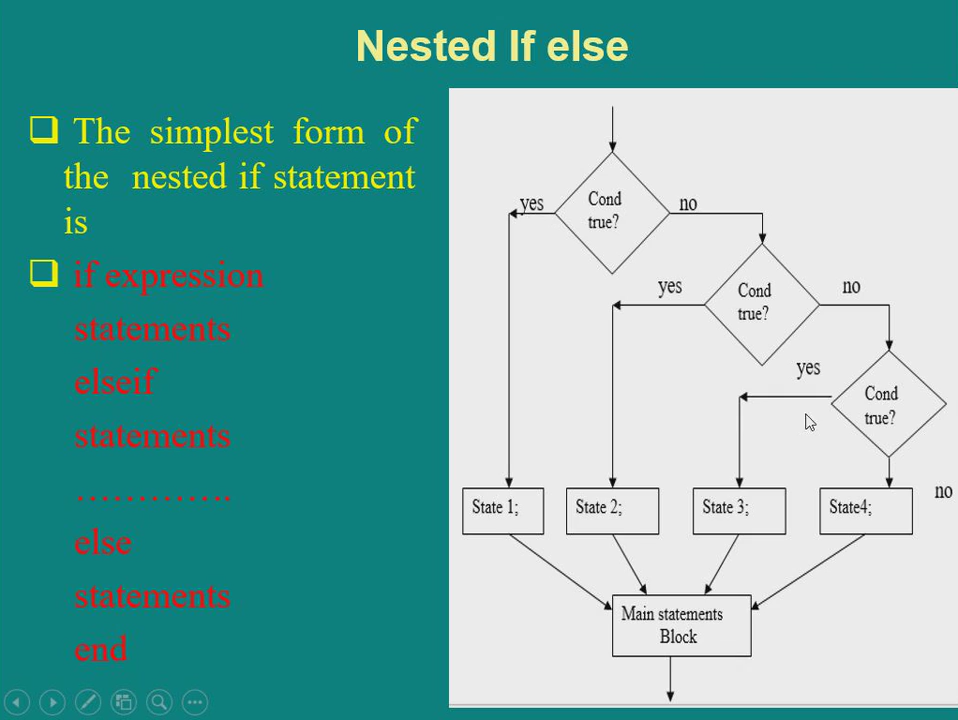 Nested If else
The simplest form of
the nested if statement
is
if expression
statements
elseif
statements
………….
else
statements
end
Cond
true?
yes
no
Cond
true?
yes
no
Cond
true?
yes
no
State 1;
State 2;
State 3;
State4;
Main statements
Block